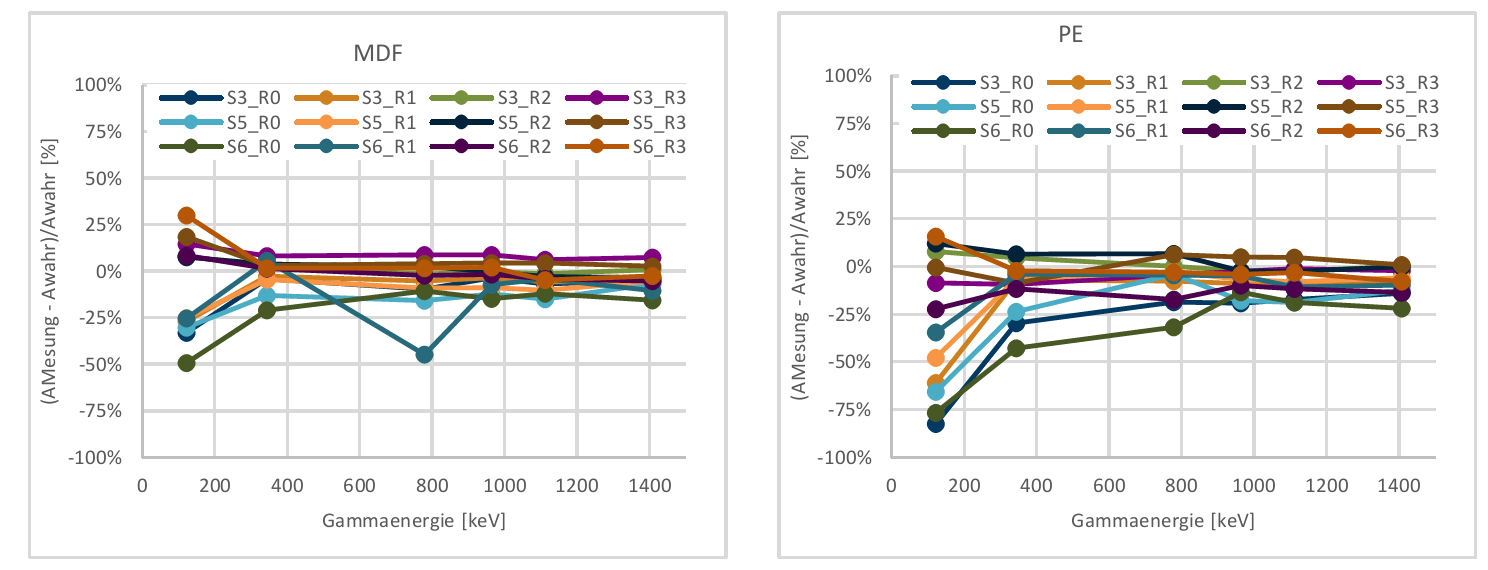 MDF
100%
75%
50%
25%
0%
-25%
-50%
-75%
-100%
(AMesung - Awahr)/Awahr [%]
S3_R0 S3_R1 S3_R2 S3_R3
S5_R0 S5_R1 S5_R2 S5_R3
S6_R0 S6_R1 S6_R2 S6_R3
0 200 400 600 800 1000 1200 1400
Gammaenergie [keV]
PE
100%
75%
50%
25%
0%
-25%
-50%
-75%
-100%
(AMesung - Awahr)/Awahr [%]
S3_R0 S3_R1 S3_R2 S3_R3
S5_R0 S5_R1 S5_R2 S5_R3
S6_R0 S6_R1 S6_R2 S6_R3
0 200 400 600 800 1000 1200 1400
Gammaenergie [keV]